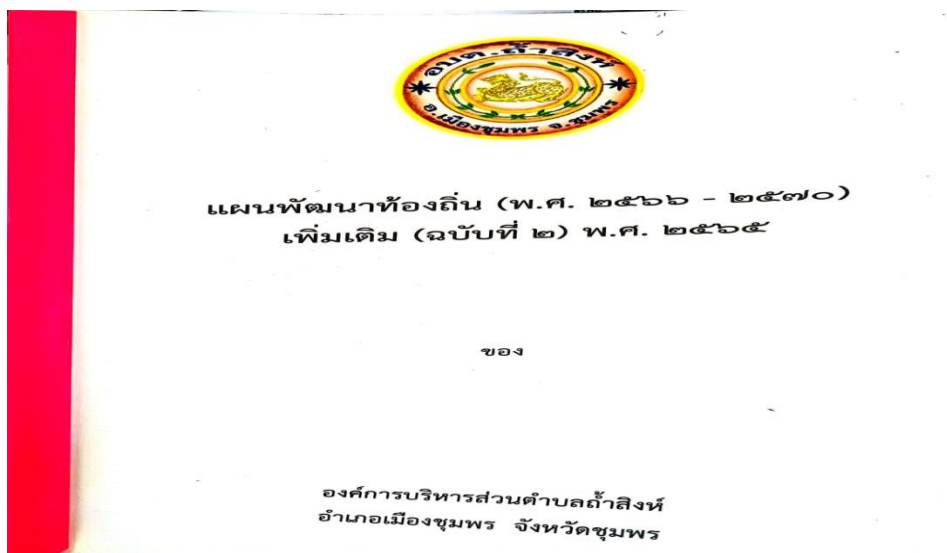 อบต.ถ้ำสิงห์
อ.เมืองชุมพร จ.ชุมพร
แผนพัฒนาท้องถิ่น (พ.ศ. ๒๕๖๖ - ๒๕๗๐)
เพิ่มเติม (ฉบับที่ ๒) พ.ศ. ๒๕๖๕
ของ
องค์การบริหารส่วนตำบลถ้ำสิงห์
อำเภอเมืองชุมพร จังหวัดชุมพร